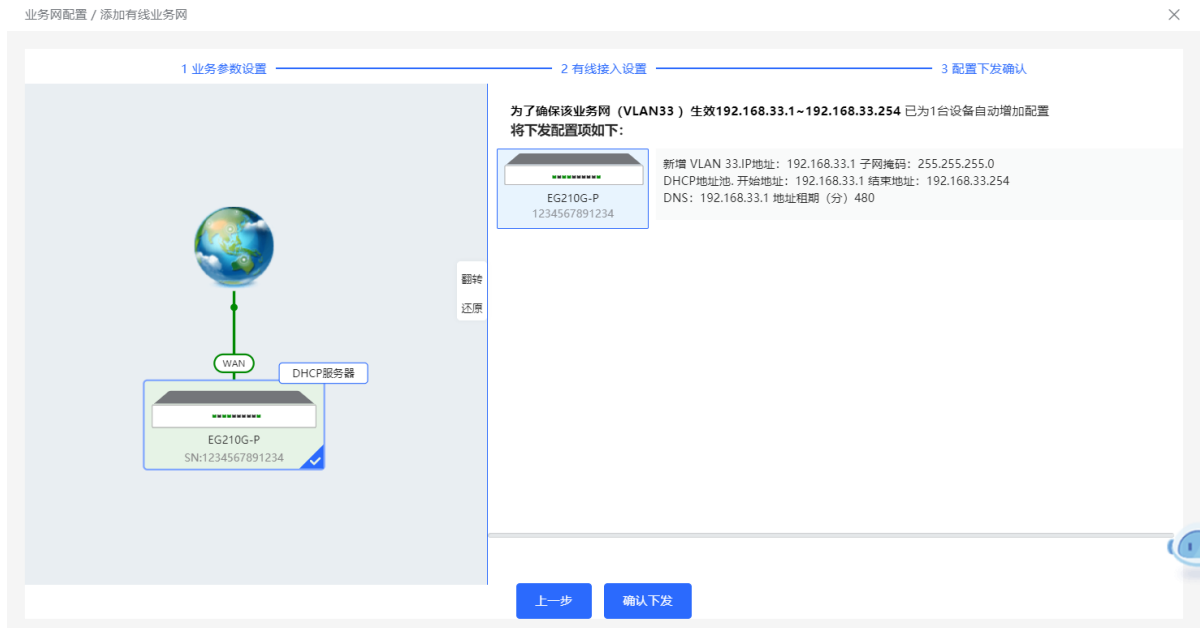 业务网配置 / 添加有线业务网
1 业务参数设置
2 有线接入设置
3 配置下发确认
翻转
还原
WAN
DHCP服务器
EG210G-P
SN:1234567891234
为了确保该业务网（VLAN33 ）生效192.168.33.1~192.168.33.254 已为1台设备自动增加配置
将下发配置项如下：
EG210G-P
1234567891234
新增 VLAN 33.IP地址：192.168.33.1 子网掩码：255.255.255.0
DHCP地址池. 开始地址：192.168.33.1 结束地址：192.168.33.254
DNS：192.168.33.1 地址租期（分）480
上一步
确认下发